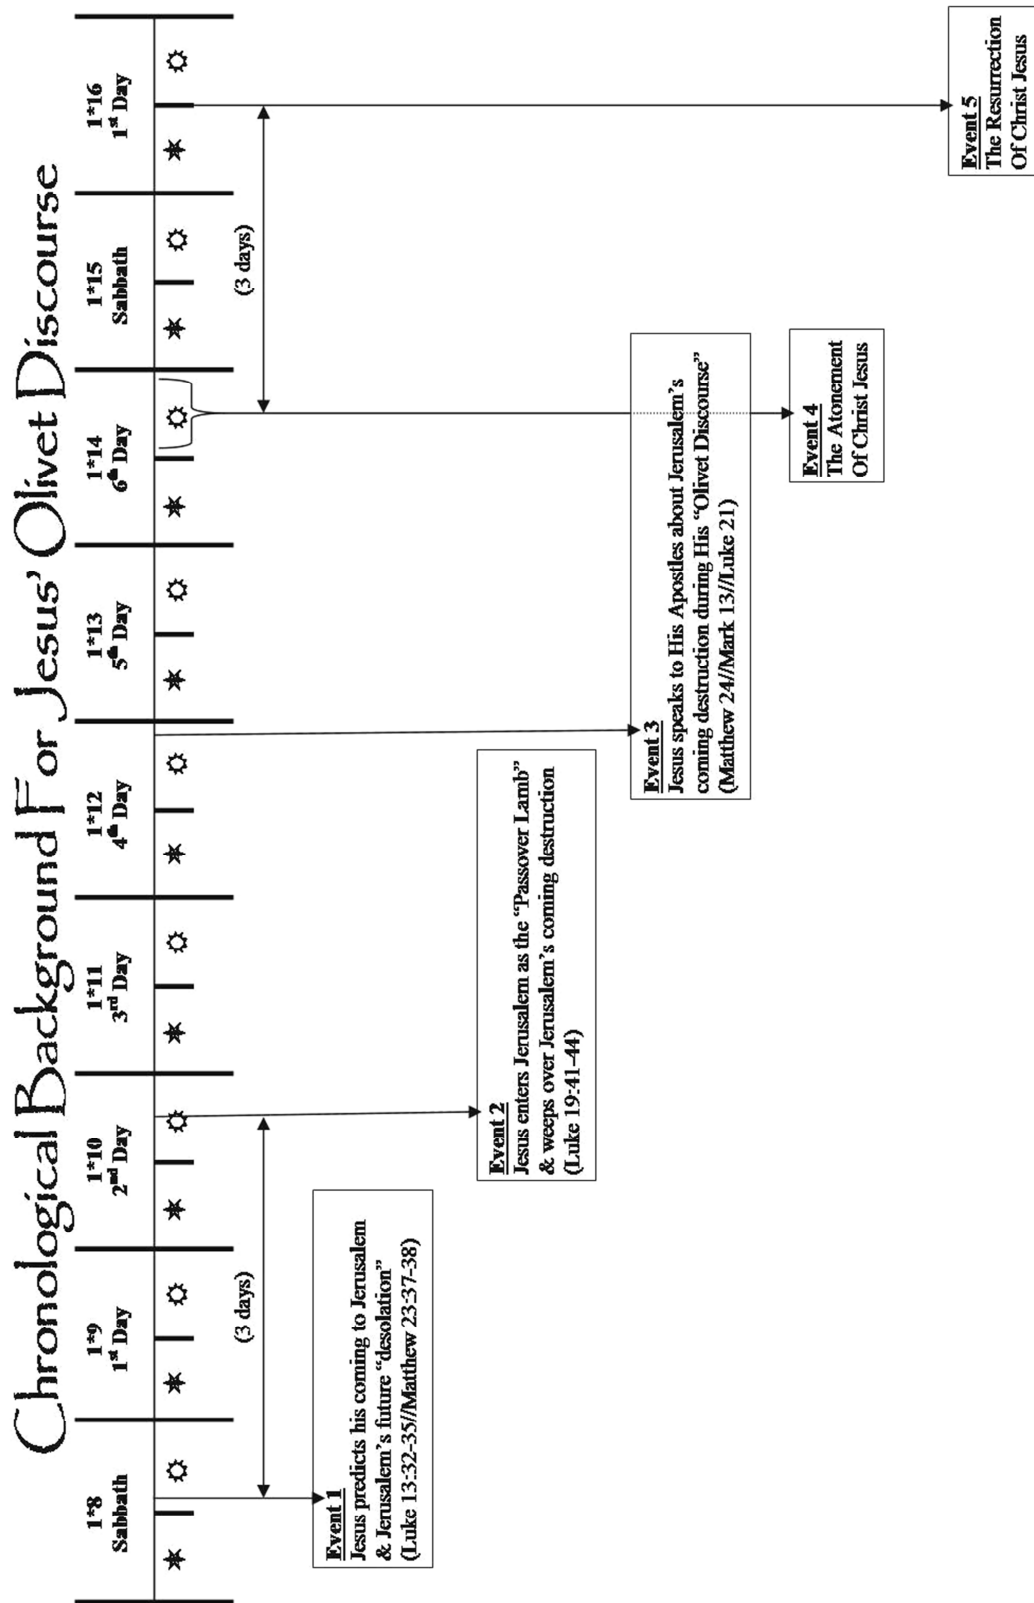 Chronological Background For Jesus' Olivet Discourse
1*8
Sabbath
1*9
1st Day
1*10
2nd Day
1*11
3rd Day
1*12
4th Day
1*13
5th Day
1*14
6th Day
1*15
Sabbath
1*16
1st Day
(3 days)
(3 days)
Event 1
Jesus predicts his coming to Jerusalem
& Jerusalem's future "desolation"
(Luke 13:32-35//Matthew 23:37-38)
Event 2
Jesus enters Jerusalem as the "Passover Lamb"
& weeps over Jerusalem's coming destruction
(Luke 19:41-44)
Event 3
Jesus speaks to His Apostles about Jerusalem's
coming destruction during His "Olivet Discourse"
(Matthew 24//Mark 13//Luke 21)
Event 4
The Atonement
Of Christ Jesus
Event 5
The Resurrection
Of Christ Jesus